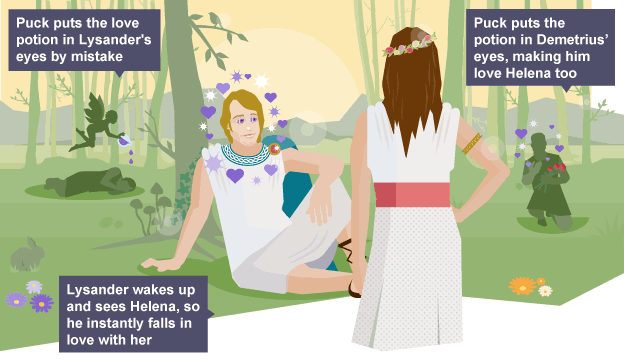 Puck puts the love
potion in Lysander's
eyes by mistake
Puck puts the
potion in Demetrius’
eyes, making him
love Helena too
Lysander wakes up
and sees Helena, so
he instantly falls in
love with her